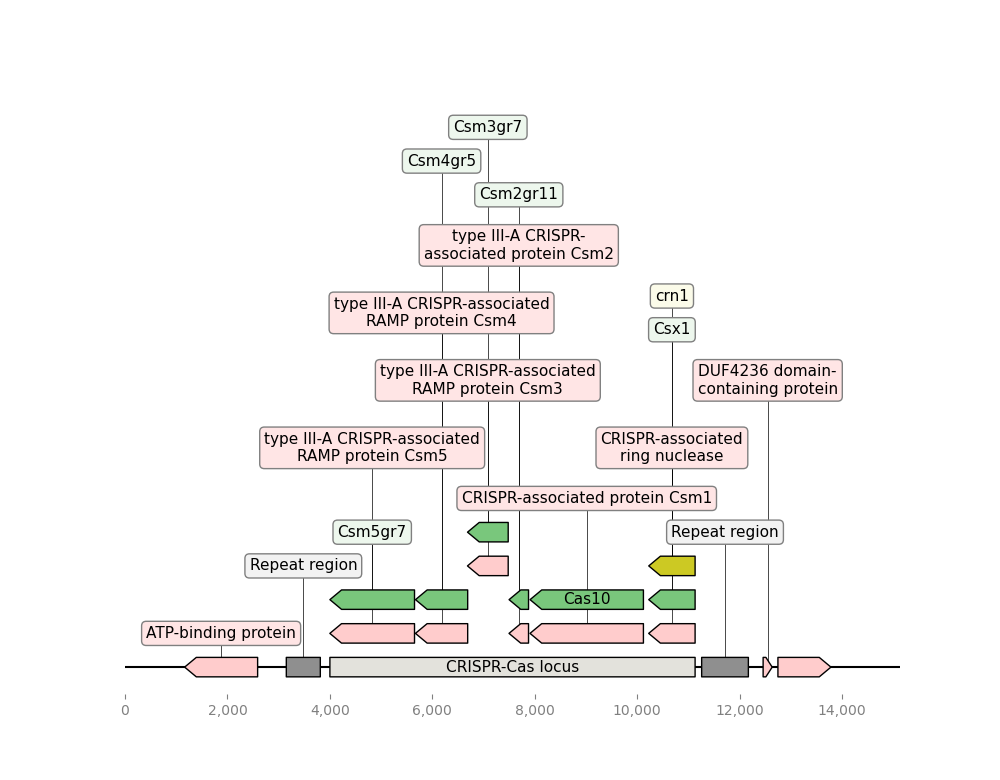 Csm3gr7
Csm4gr5
Csm2gr11
type III-A CRISPR-
associated protein Csm2
crn1
type III-A CRISPR-associated
RAMP protein Csm4
Csx1
type III-A CRISPR-associated
RAMP protein Csm3
DUF4236 domain-
containing protein
type III-A CRISPR-associated
RAMP protein Csm5
CRISPR-associated
ring nuclease
CRISPR-associated protein Csm1
Csm5gr7
Repeat region
Repeat region
Cas10
ATP-binding protein
CRISPR-Cas locus
0
2,000
4,000
6,000
8,000
10,000
12,000
14,000